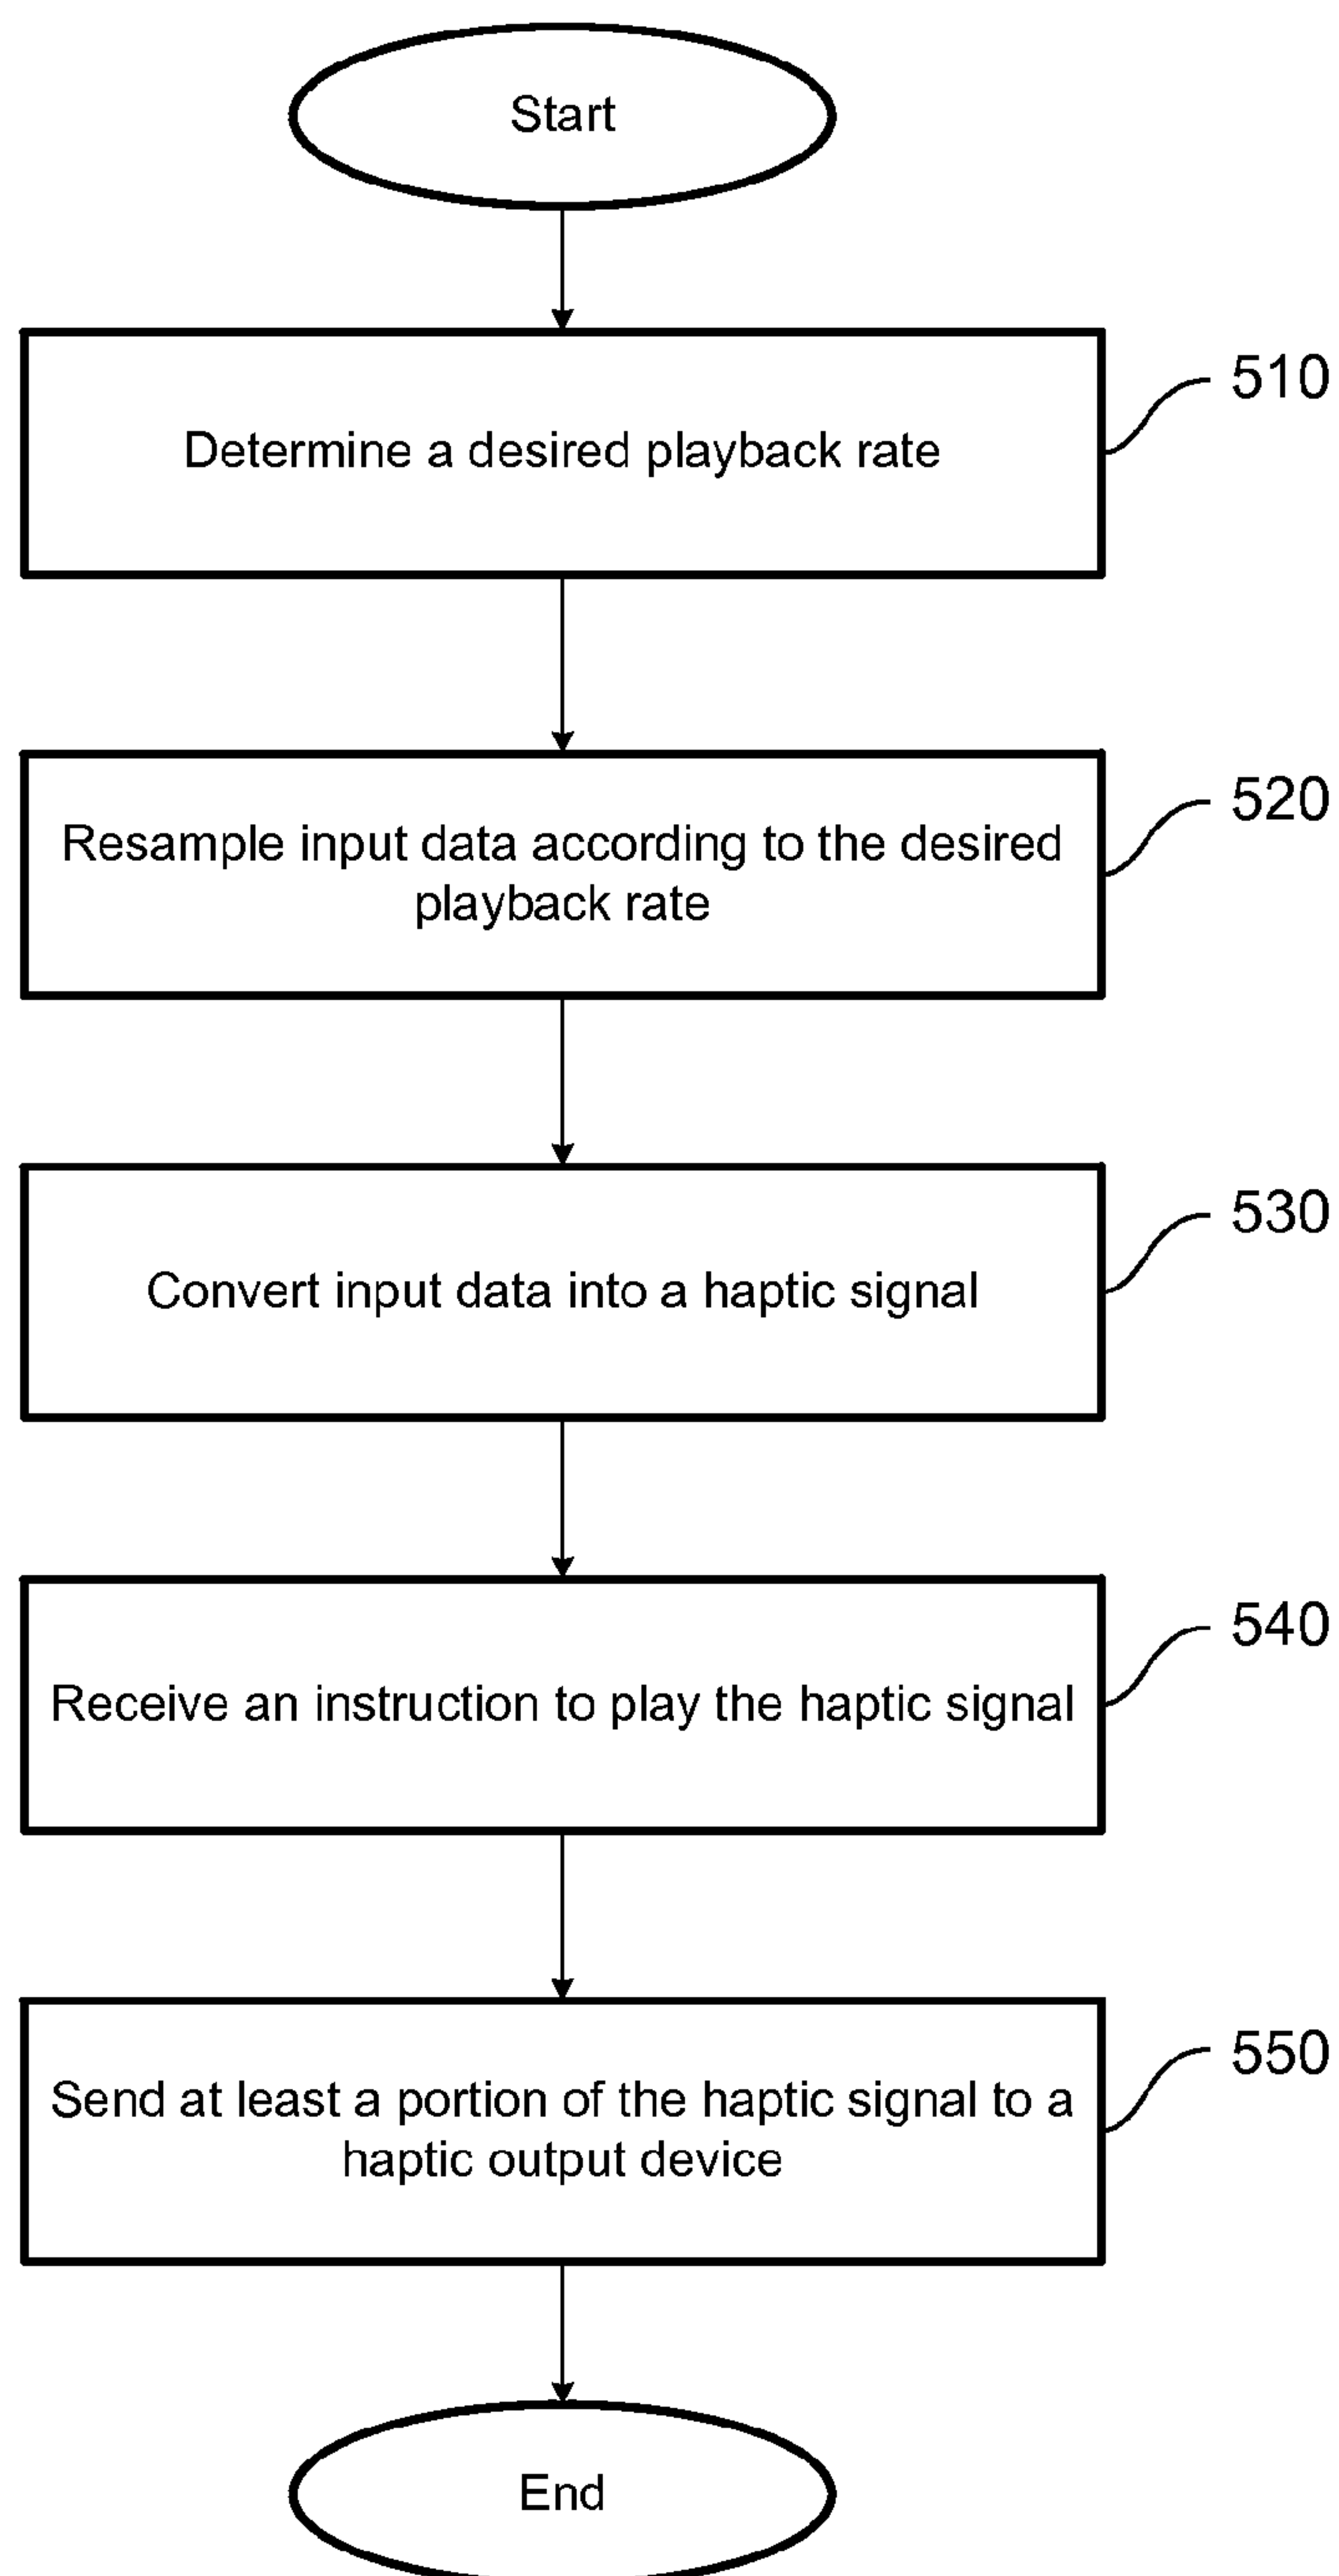 Start
510
Determine a desired playback rate
520
Resample input data according to the desired
playback rate
530
Convert input data into a haptic signal
540
Receive an instruction to play the haptic signal
550
Send at least a portion of the haptic signal to a
haptic output device
End